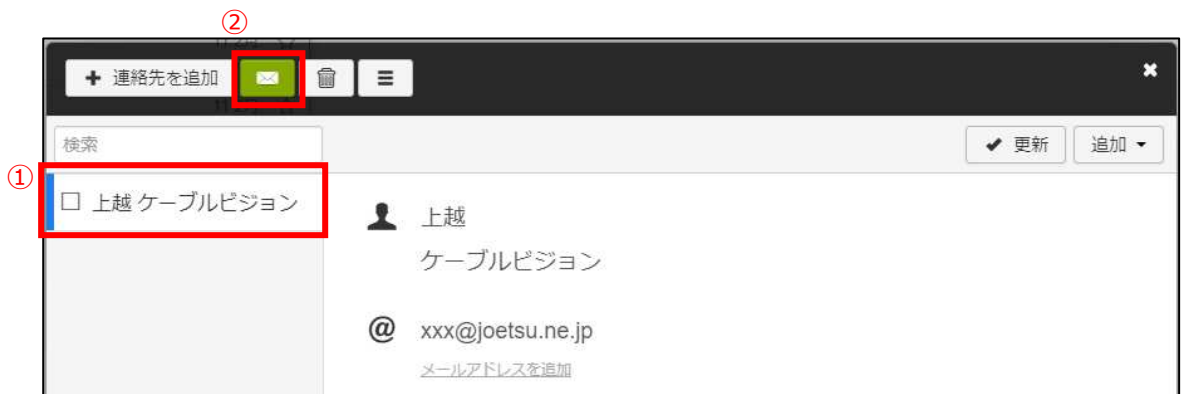 ②
連絡先を追加
検索
更新 追加
①
上越 ケーブルビジョン
上越
ケーブルビジョン
@ xxx@joetsu.ne.jp
メールアドレスを追加